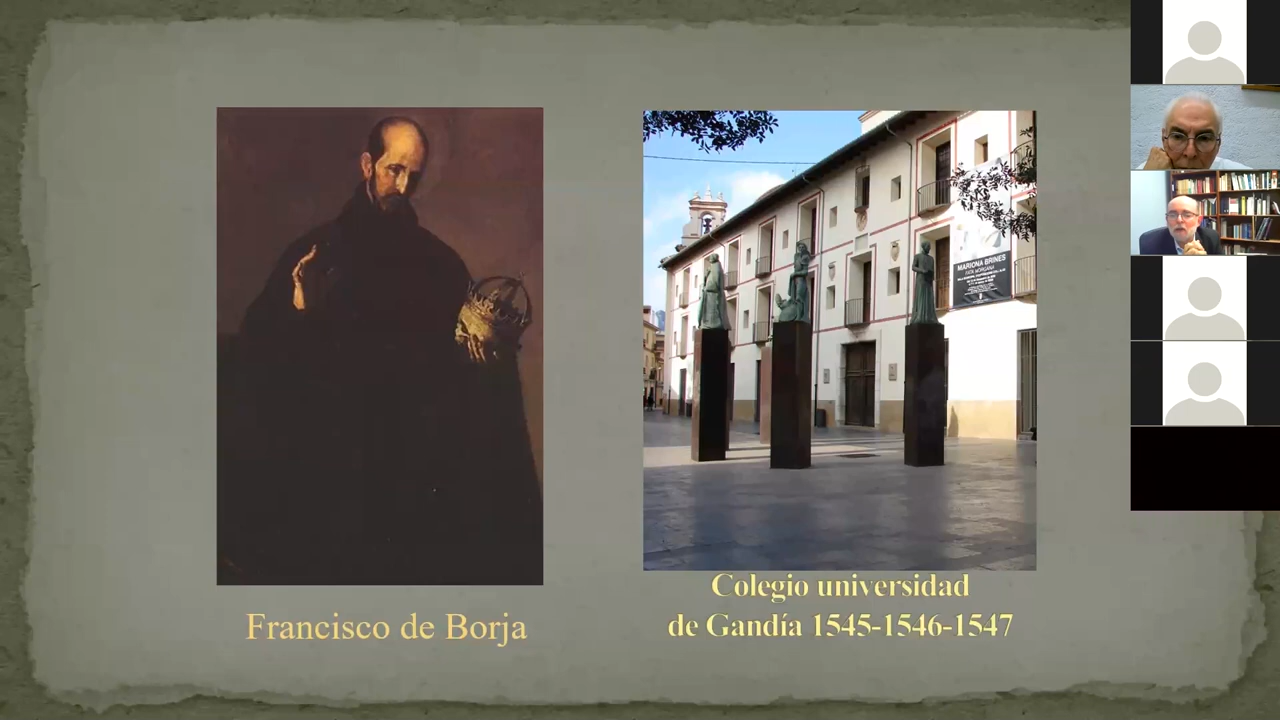 MARIONA BRINES
Francisco de Borja
Colegio universidad
de Gandía 1545-1546-1547